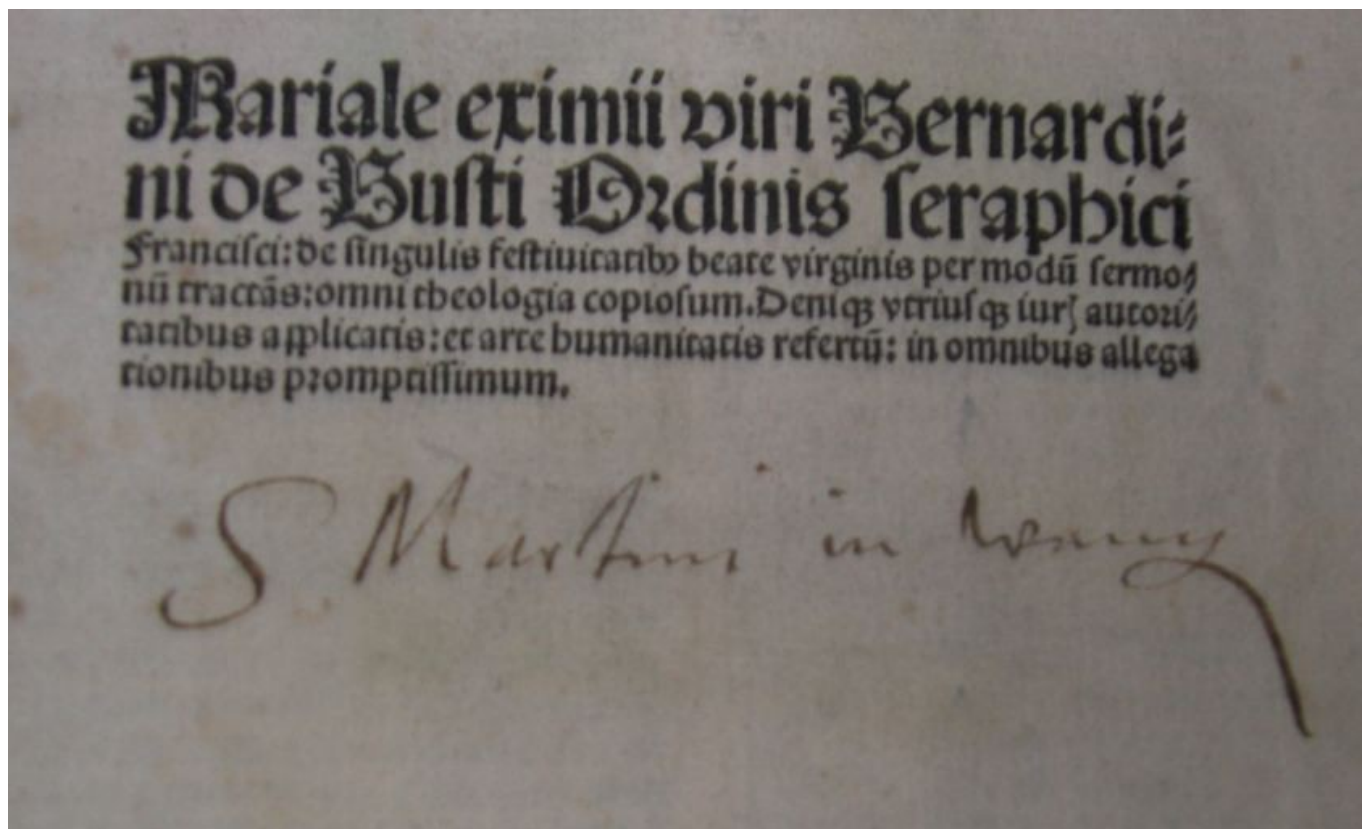 Mariale eximii viri Bernardi⸗
ni de Busti Ordinis seraphici
Francisci: de singulis festiuitatibꝰ beate virginis per modū sermo⸗
nū tractās: omni theologia copiosum. Deniqꝫ vtriusqꝫ iurꝭ autori⸗
tatibus applicatis: et arte humanitatis refertū: in omnibus allega
tionibus promptissimum.
S Martini in